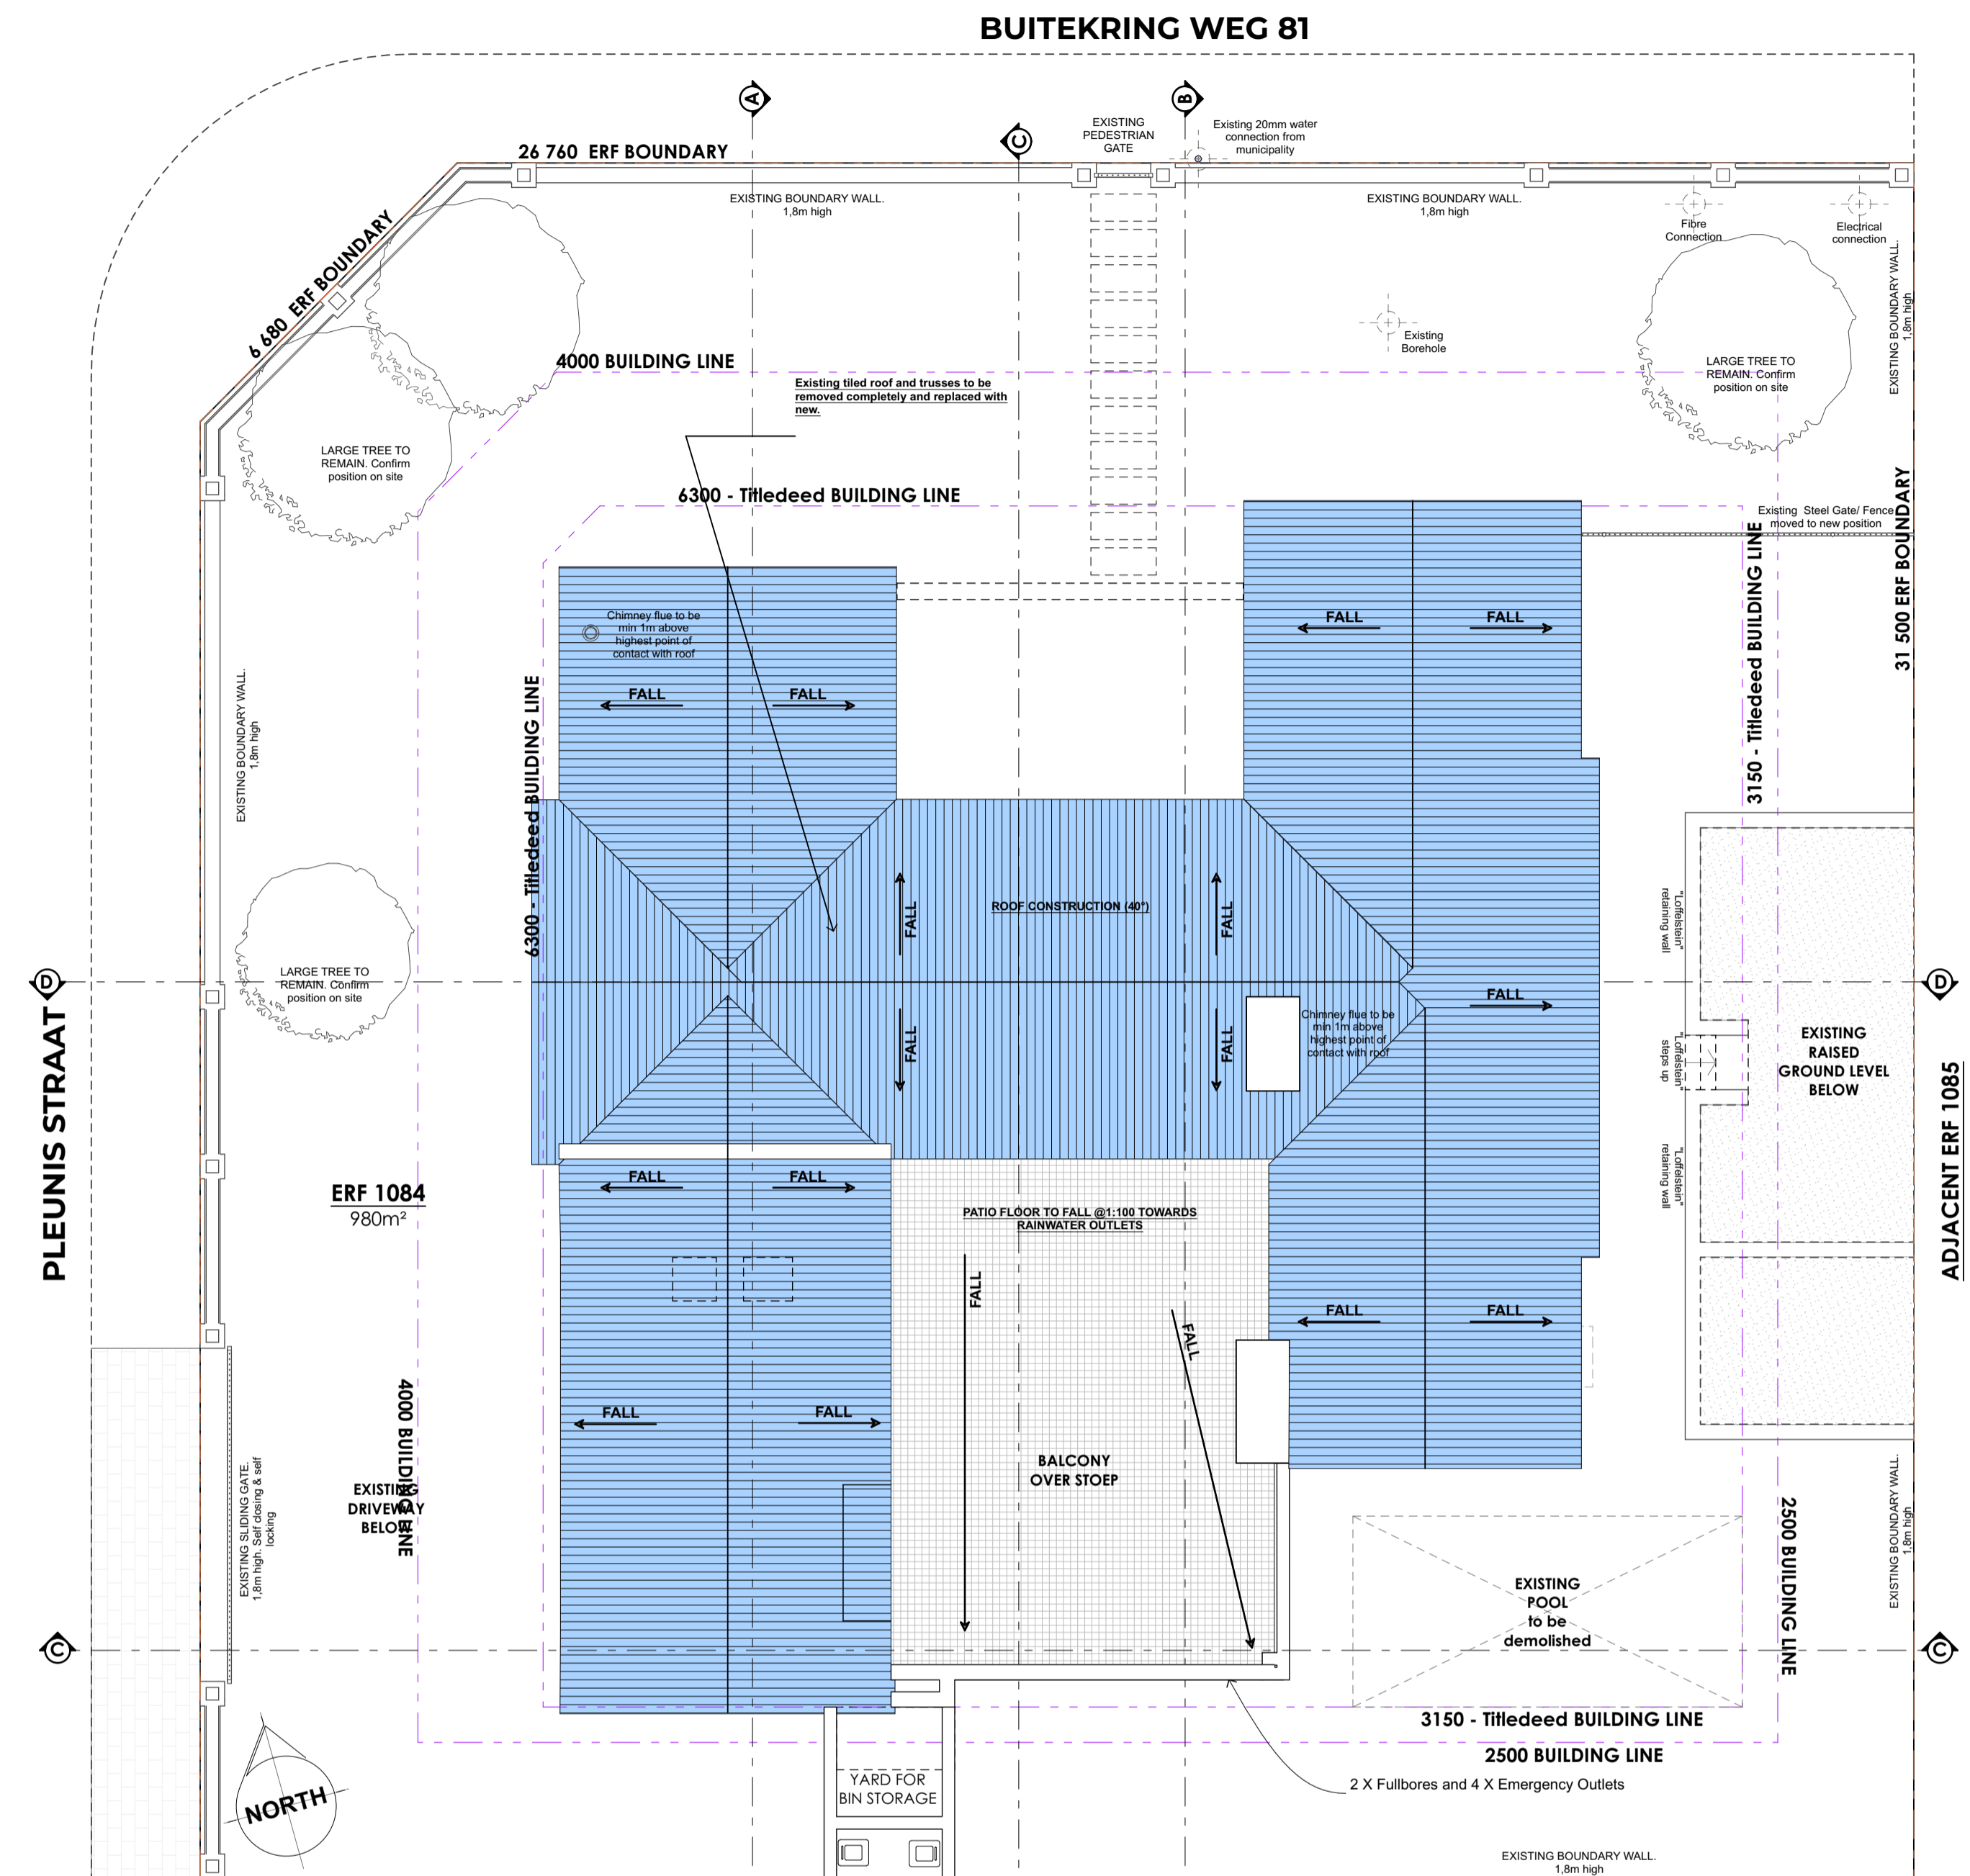 BUITEKRING WEG 81
A
B
C
EXISTING
PEDESTRIAN
GATE
Existing 20mm water
connection from
municipality
26 760 ERF BOUNDARY
EXISTING BOUNDARY WALL.
1,8m high
EXISTING BOUNDARY WALL.
1,8m high
Fibre
Connection
Electrical
connection
6 680 ERF BOUNDARY
EXISTING BOUNDARY WALL.
1,8m high
Existing
Borehole
4000 BUILDING LINE
LARGE TREE TO
REMAIN. Confirm
position on site
Existing tiled roof and trusses to be
removed completely and replaced with
new.
LARGE TREE TO
REMAIN. Confirm
position on site
6300 - Titledeed BUILDING LINE
Existing Steel Gate/ Fence
moved to new position
31 500 ERF BOUNDARY
3150 - Titledeed BUILDING LINE
Chimney flue to be
min 1m above
highest point of
contact with roof
FALL
FALL
FALL
FALL
EXISTING BOUNDARY WALL.
1,8m high
6300 - Titledeed BUILDING LINE
ROOF CONSTRUCTION (40°)
FALL
FALL
"Loffelstein"
retaining wall
LARGE TREE TO
REMAIN. Confirm
position on site
D
D
PLEUNIS STRAAT
FALL
Chimney flue to be
min 1m above
highest point of
contact with roof
FALL
FALL
"Loffelstein"
steps up
EXISTING
RAISED
GROUND LEVEL
BELOW
ADJACENT ERF 1085
"Loffelstein"
retaining wall
ERF 1084
980m²
FALL
FALL
PATIO FLOOR TO FALL @1:100 TOWARDS
RAINWATER OUTLETS
FALL
FALL
FALL
FALL
FALL
FALL
4000 BUILDING LINE
EXISTING
DRIVEWAY
BELOW
EXISTING SLIDING GATE.
1,8m high. Self closing & self
locking
BALCONY
OVER STOEP
EXISTING BOUNDARY WALL.
1,8m high
2500 BUILDING LINE
EXISTING
POOL
to be
demolished
C
C
3150 - Titledeed BUILDING LINE
2500 BUILDING LINE
2 X Fullbores and 4 X Emergency Outlets
YARD FOR
BIN STORAGE
NORTH
EXISTING BOUNDARY WALL.
1,8m high